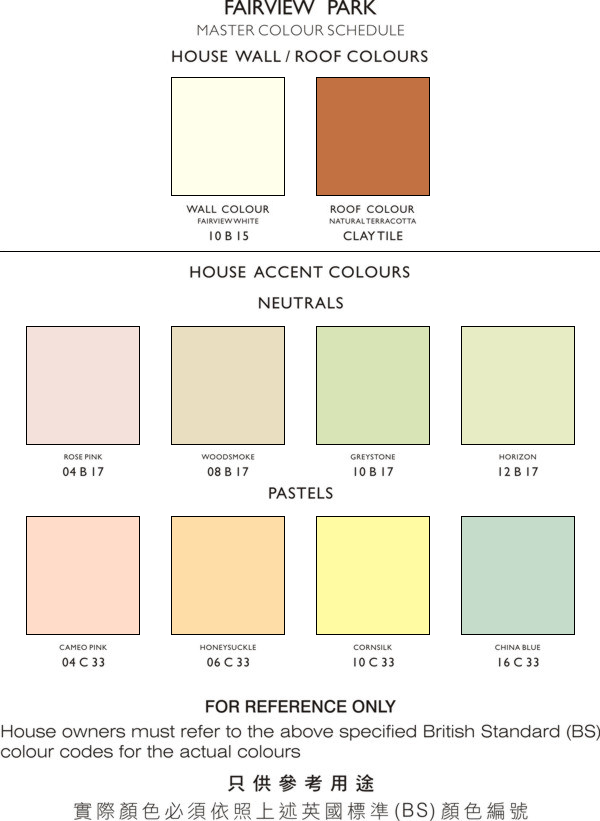 FAIRVIEW PARK
MASTER COLOUR SCHEDULE
HOUSE WALL / ROOF COLOURS
WALL COLOUR
FAIRVIEW WHITE
10 B 15
ROOF COLOUR
NATURAL TERRACOTTA
CLAY TILE
HOUSE ACCENT COLOURS
NEUTRALS
ROSE PINK
04 B 17
WOODSMOKE
08 B 17
GREYSTONE
10 B 17
HORIZON
12 B 17
PASTELS
CAMEO PINK
04 C 33
HONEYSUCKLE
06 C 33
CORNSILK
10 C 33
CHINA BLUE
16 C 33
FOR REFERENCE ONLY
House owners must refer to the above specified British Standard (BS)
colour codes for the actual colours
只供參考用途
實際顏色必須依照上述英國標準(BS)顏色編號